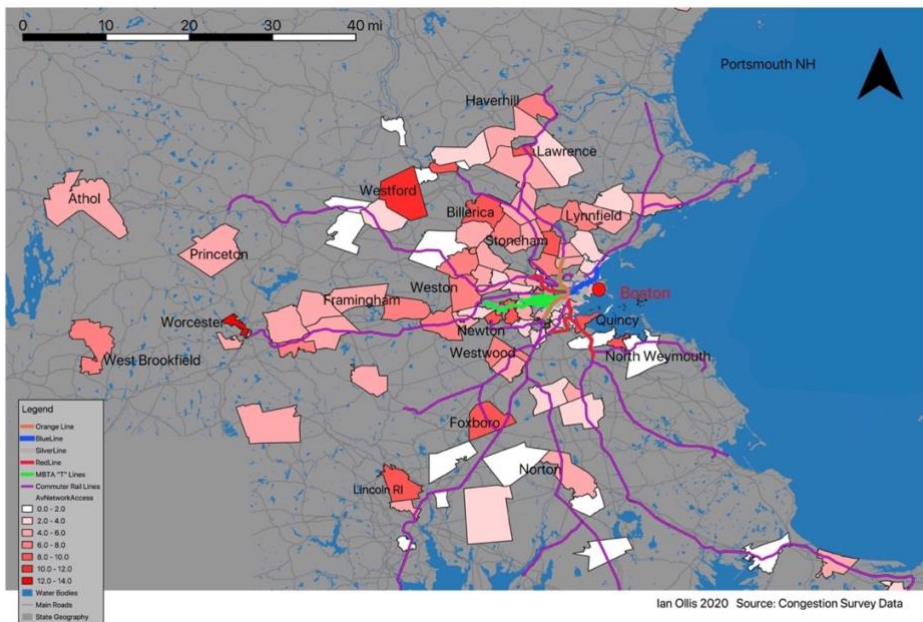 0 10 20 30 40 mi
Portsmouth NH
Haverhill
Lawrence
Westford
Athol
Billerica
Lynnfield
Stoneham
Princeton
Weston
Boston
Framingham
Worcester
Quincy
Newton
North Weymouth
Westwood
West Brookfield
Foxboro
Norton
Lincoln RI
Legend
Orange Line
BlueLine
SilverLine
RedLine
MBTA "T" Lines
Commuter Rail Lines
AvNetworkAccess
0.0 - 2.0
2.0 - 4.0
4.0 - 6.0
6.0 - 8.0
8.0 - 10.0
10.0 - 12.0
12.0 - 14.0
Water Bodies
Main Roads
State Geography
Ian Ollis 2020 Source: Congestion Survey Data